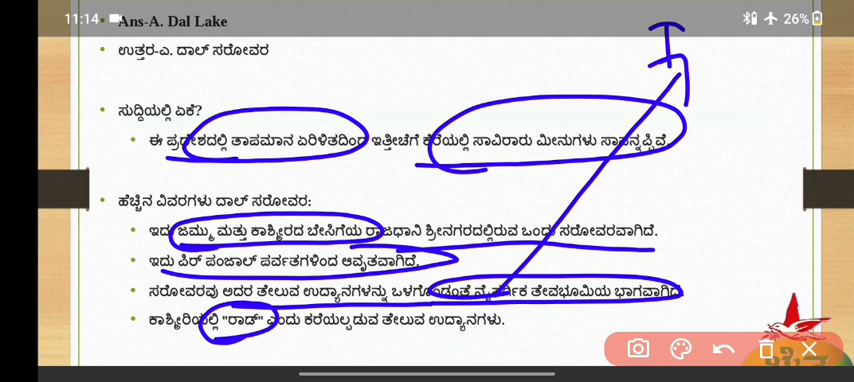 11:14
26%
Ans-A. Dal Lake
ಉತ್ತರ-ಎ. ದಾಲ್ ಸರೋವರ
ಸುದ್ದಿಯಲ್ಲಿ ಏಕೆ?
ಈ ಪ್ರದೇಶದಲ್ಲಿ ತಾಪಮಾನ ಏರಿಳಿತದಿಂದ ಇತ್ತೀಚೆಗೆ ಕೆರೆಯಲ್ಲಿ ಸಾವಿರಾರು ಮೀನುಗಳು ಸಾವನ್ನಪ್ಪಿವೆ.
ಹೆಚ್ಚಿನ ವಿವರಗಳು ದಾಲ್ ಸರೋವರ:
ಇದು ಜಮ್ಮು ಮತ್ತು ಕಾಶ್ಮೀರದ ಬೇಸಿಗೆಯ ರಾಜಧಾನಿ ಶ್ರೀನಗರದಲ್ಲಿರುವ ಒಂದು ಸರೋವರವಾಗಿದೆ.
ಇದು ಪಿರ್ ಪಂಜಾಲ್ ಪರ್ವತಗಳಿಂದ ಆವೃತವಾಗಿದೆ.
ಸರೋವರವು ಅದರ ತೇಲುವ ಉದ್ಯಾನಗಳನ್ನು ಒಳಗೊಂಡಂತೆ ನೈಸರ್ಗಿಕ ತೇವಭೂಮಿಯ ಭಾಗವಾಗಿದೆ.
ಕಾಶ್ಮೀರಿಯಲ್ಲಿ "ರಾಡ್" ಎಂದು ಕರೆಯಲ್ಪಡುವ ತೇಲುವ ಉದ್ಯಾನಗಳು.